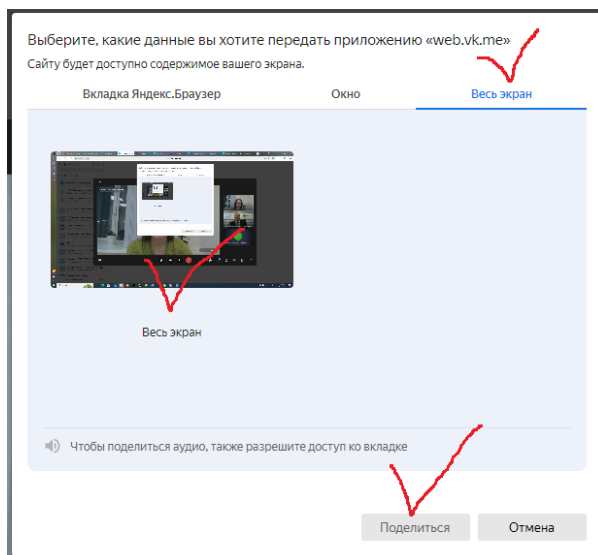 Выберите, какие данные вы хотите передать приложению «web.vk.me»
Сайту будет доступно содержимое вашего экрана.
Вкладка Яндекс.Браузер Окно Весь экран
Весь экран
Чтобы поделиться аудио, также разрешите доступ ко вкладке
Поделиться Отмена